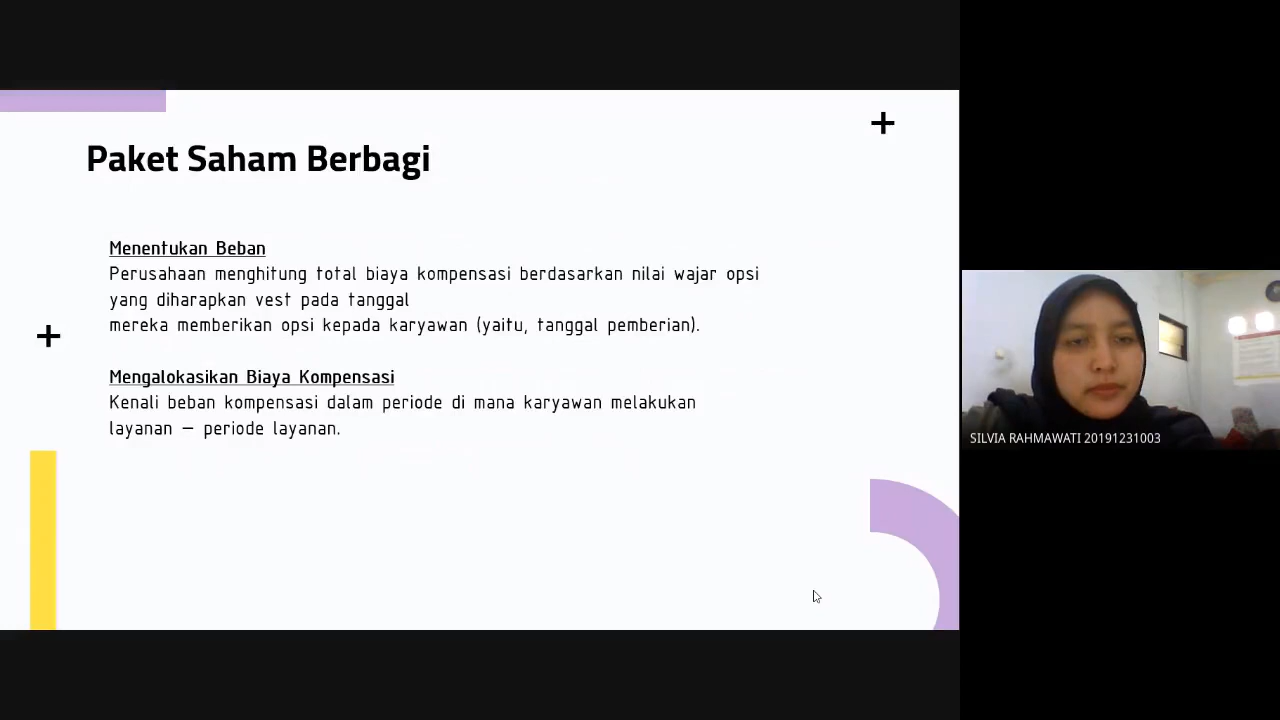 Paket Saham Berbagi
Menentukan Beban
Perusahaan menghitung total biaya kompensasi berdasarkan nilai wajar opsi
yang diharapkan vest pada tanggal
mereka memberikan opsi kepada karyawan (yaitu, tanggal pemberian).
Mengalokasikan Biaya Kompensasi
Kenali beban kompensasi dalam periode di mana karyawan melakukan
layanan – periode layanan.
SILVIA RAHMAWATI 20191231003